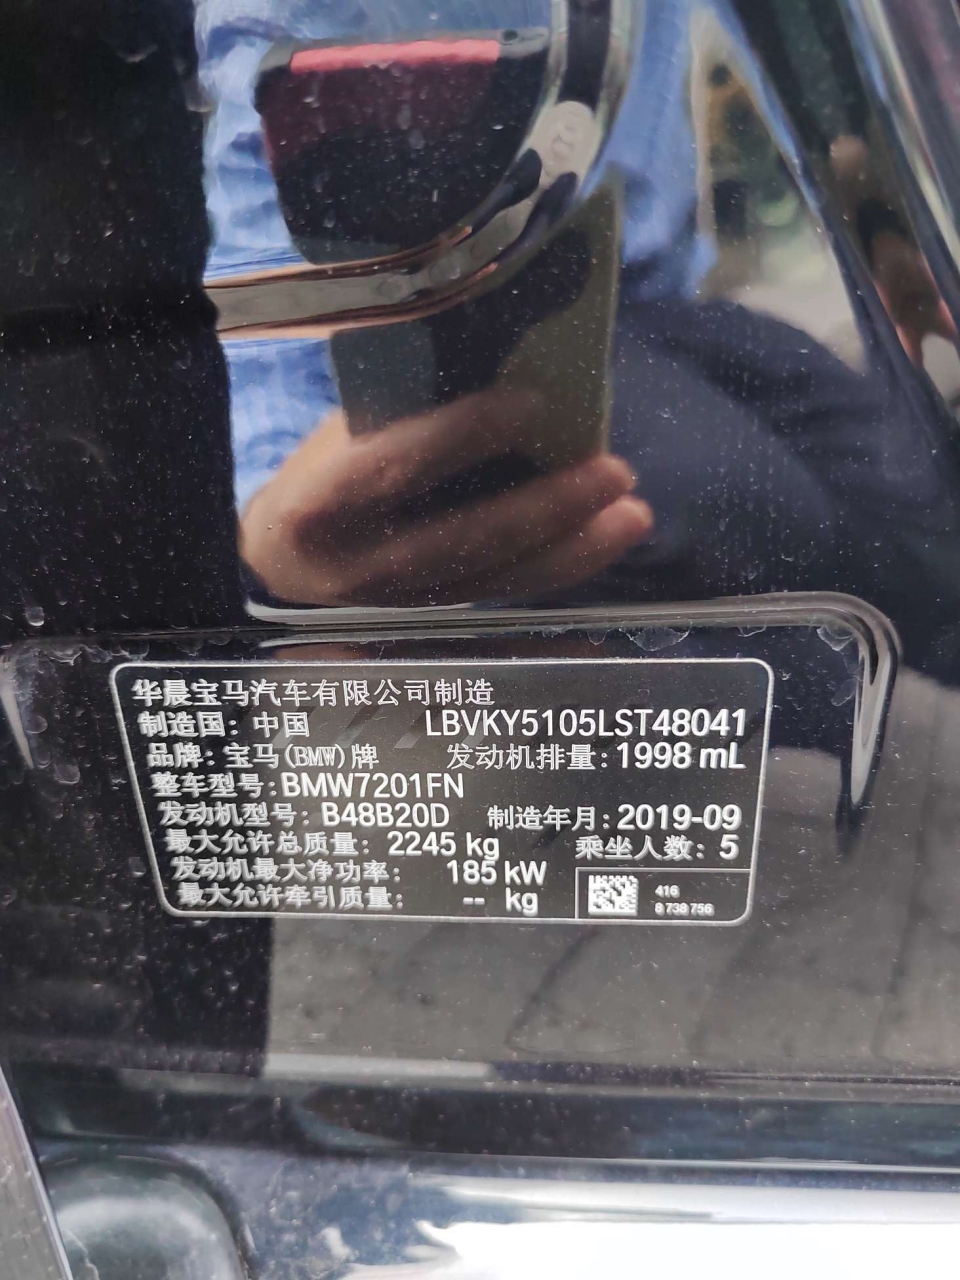 华晨宝马汽车有限公司制造
制造国：中国 LBVKY5105LST48041
品牌：宝马(BMW)牌 发动机排量：1998 mL
整车型号：BMW7201FN
发动机型号：B48B20D 制造年月：2019-09
最大允许总质量：2245 kg 乘坐人数：5
发动机最大净功率：185 kW
最大允许牵引质量：-- kg
416
8 738 756